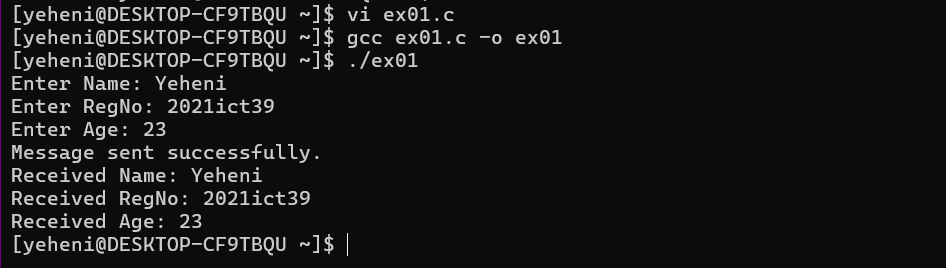 [yeheni@DESKTOP-CF9TBQU ~]$ vi ex01.c
[yeheni@DESKTOP-CF9TBQU ~]$ gcc ex01.c -o ex01
[yeheni@DESKTOP-CF9TBQU ~]$ ./ex01
Enter Name: Yeheni
Enter RegNo: 2021ict39
Enter Age: 23
Message sent successfully.
Received Name: Yeheni
Received RegNo: 2021ict39
Received Age: 23
[yeheni@DESKTOP-CF9TBQU ~]$